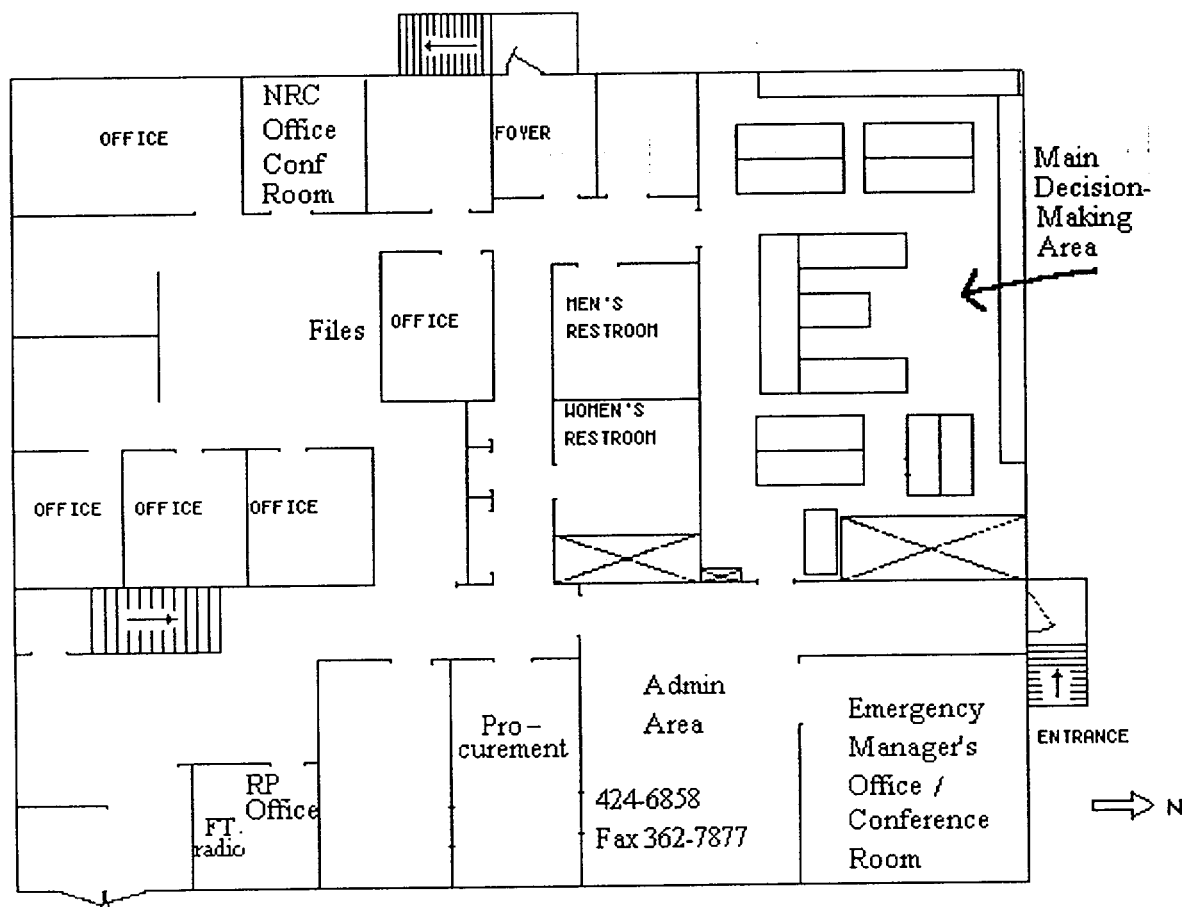 OFFICE
NRC
Office
Conf
Room
FOYER
Main
Decision-
Making
Area
Files
OFFICE
MEN'S
RESTROOM
WOMEN'S
RESTROOM
OFFICE
OFFICE
OFFICE
Admin
Area
424-6858
Fax 362-7877
Pro-
curement
Emergency
Manager's
Office /
Conference
Room
ENTRANCE
N
RP
Office
FT.
radio